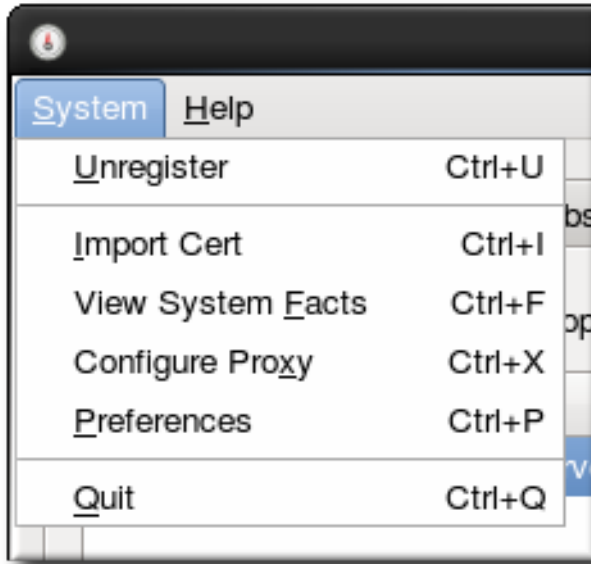 System Help
Unregister Ctrl+U
Import Cert Ctrl+I
View System Facts Ctrl+F
Configure Proxy Ctrl+X
Preferences Ctrl+P
Quit Ctrl+Q